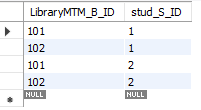 LibraryMTM_B_ID stud_S_ID
101 1
102 1
101 2
102 2
NULL NULL